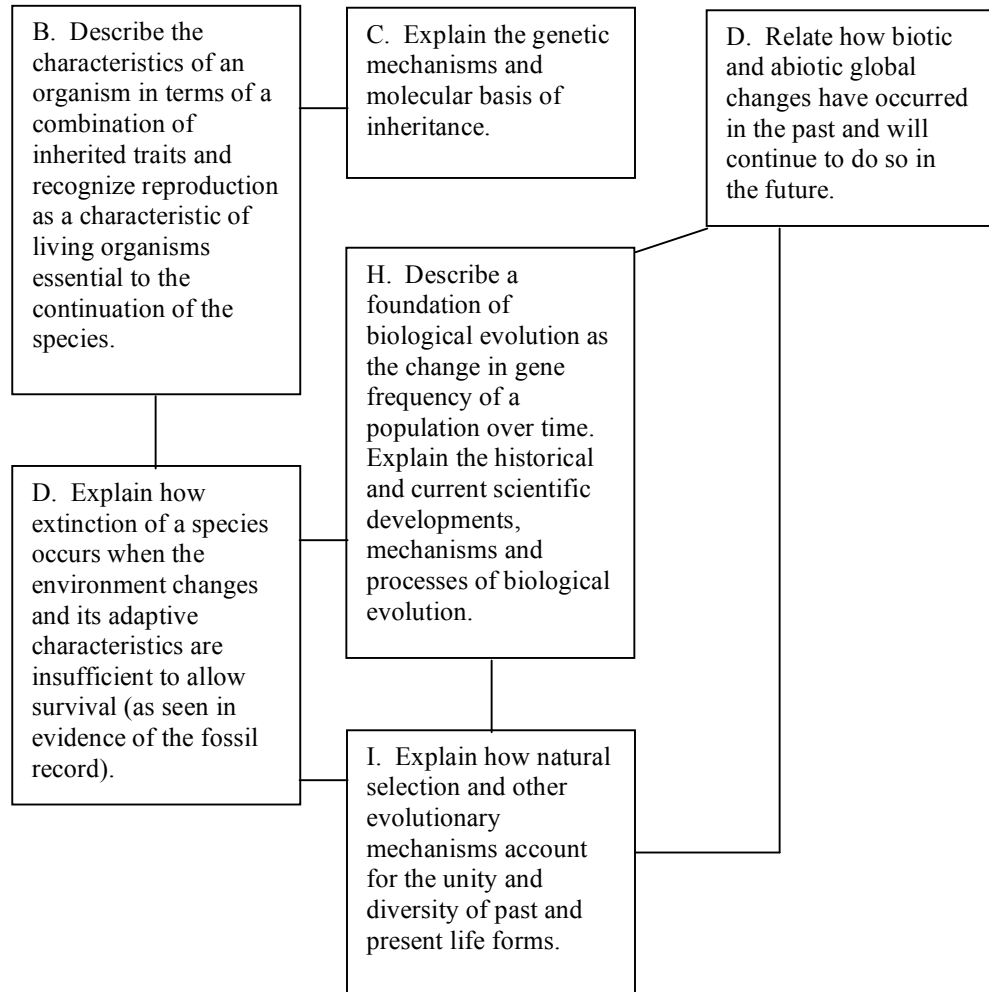 B.  Describe the
characteristics of an
organism in terms of a
combination of
inherited traits and
recognize reproduction
as a characteristic of
living organisms
essential to the
continuation of the
species.
C.  Explain the genetic
mechanisms and
molecular basis of
inheritance.
D.  Relate how biotic
and abiotic global
changes have occurred
in the past and will
continue to do so in
the future.
H.  Describe a
foundation of
biological evolution as
the change in gene
frequency of a
population over time.
Explain the historical
and current scientific
developments,
mechanisms and
processes of biological
evolution.
D.  Explain how
extinction of a species
occurs when the
environment changes
and its adaptive
characteristics are
insufficient to allow
survival (as seen in
evidence of the fossil
record).
I.  Explain how natural
selection and other
evolutionary
mechanisms account
for the unity and
diversity of past and
present life forms.